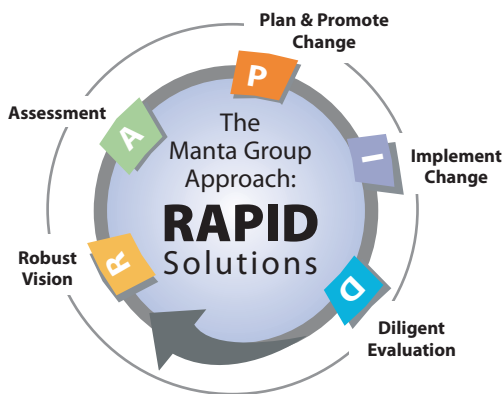 Plan & Promote
Change
P
Assessment
A
The
Manta Group
Approach:
RAPID
Solutions
I
Implement
Change
Robust
Vision
R
D
Diligent
Evaluation